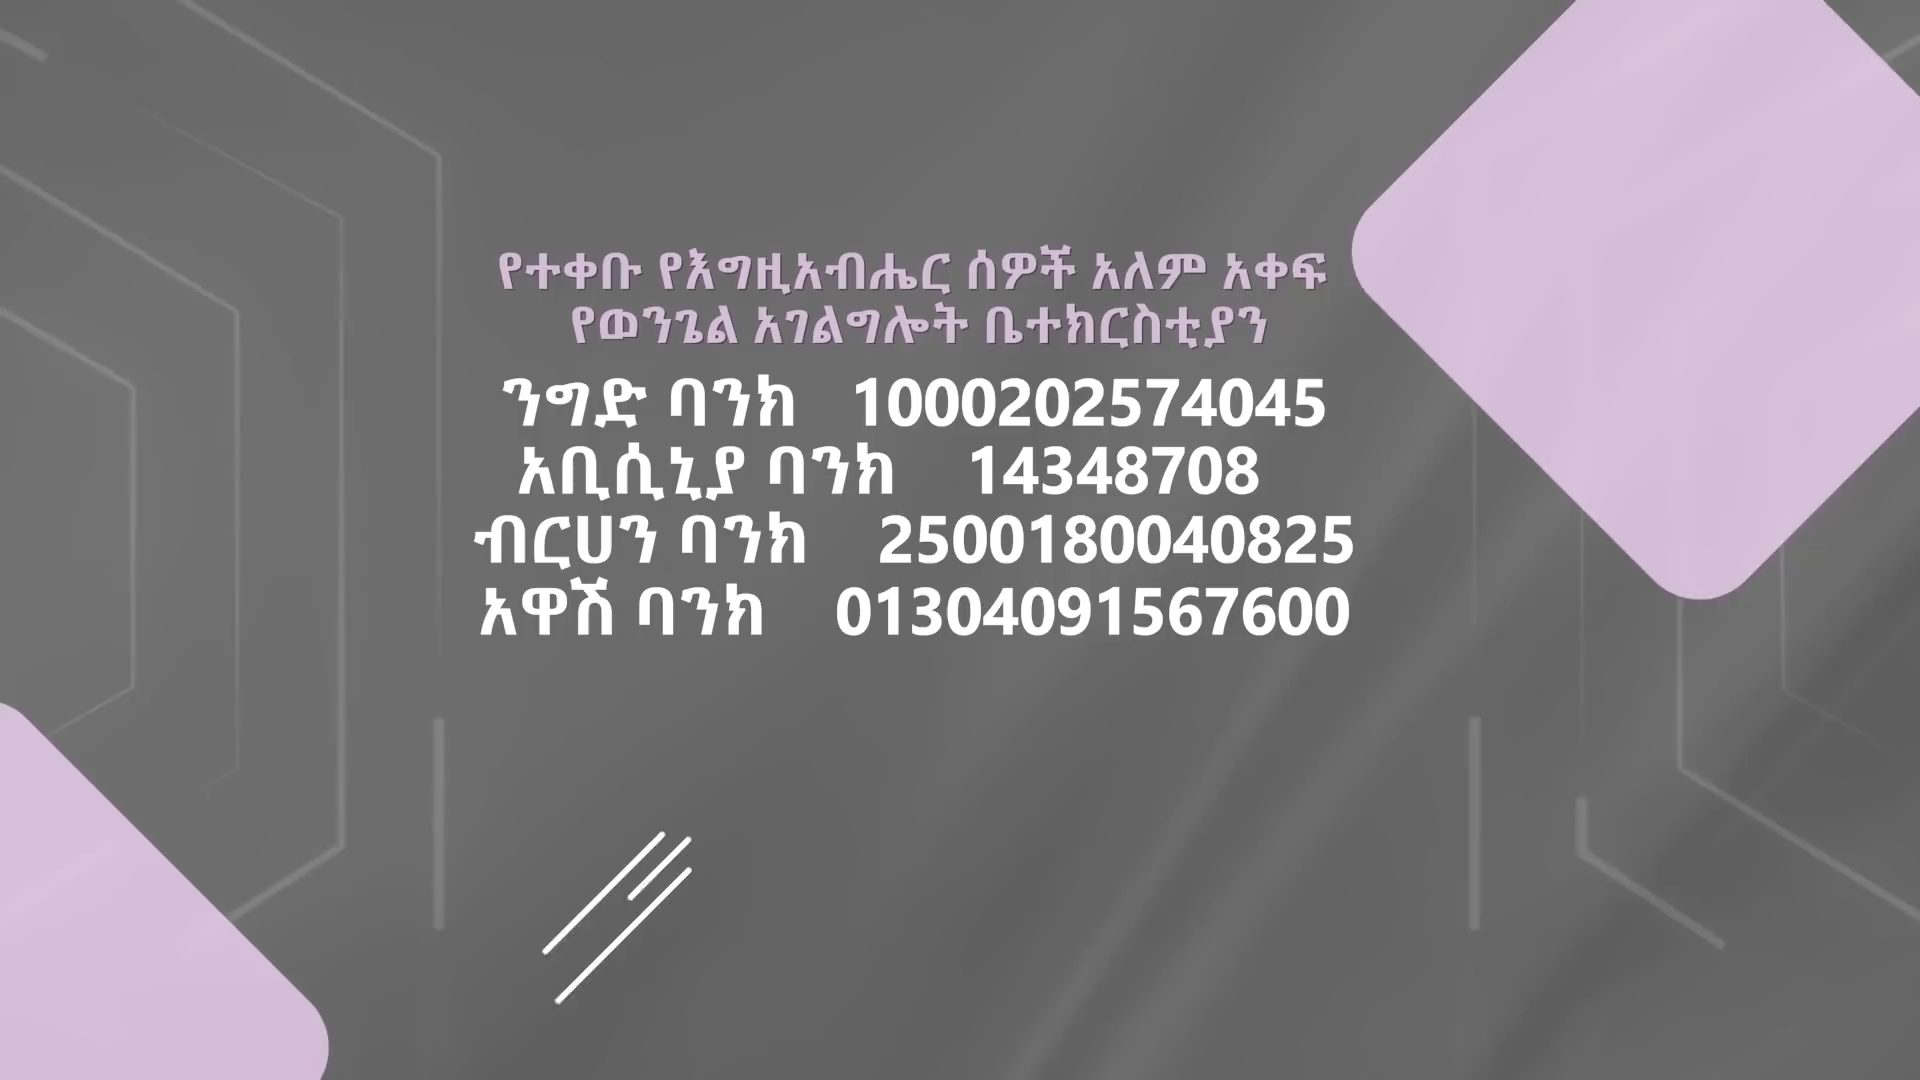 የተቀቡ የእግዚአብሔር ሰዎች አለም አቀፍ
የወንጌል አገልግሎት ቤተክርስቲያን
ንግድ ባንክ 1000202574045
አቢሲኒያ ባንክ 14348708
ብርሀን ባንክ 2500180040825
አዋሽ ባንክ 01304091567600